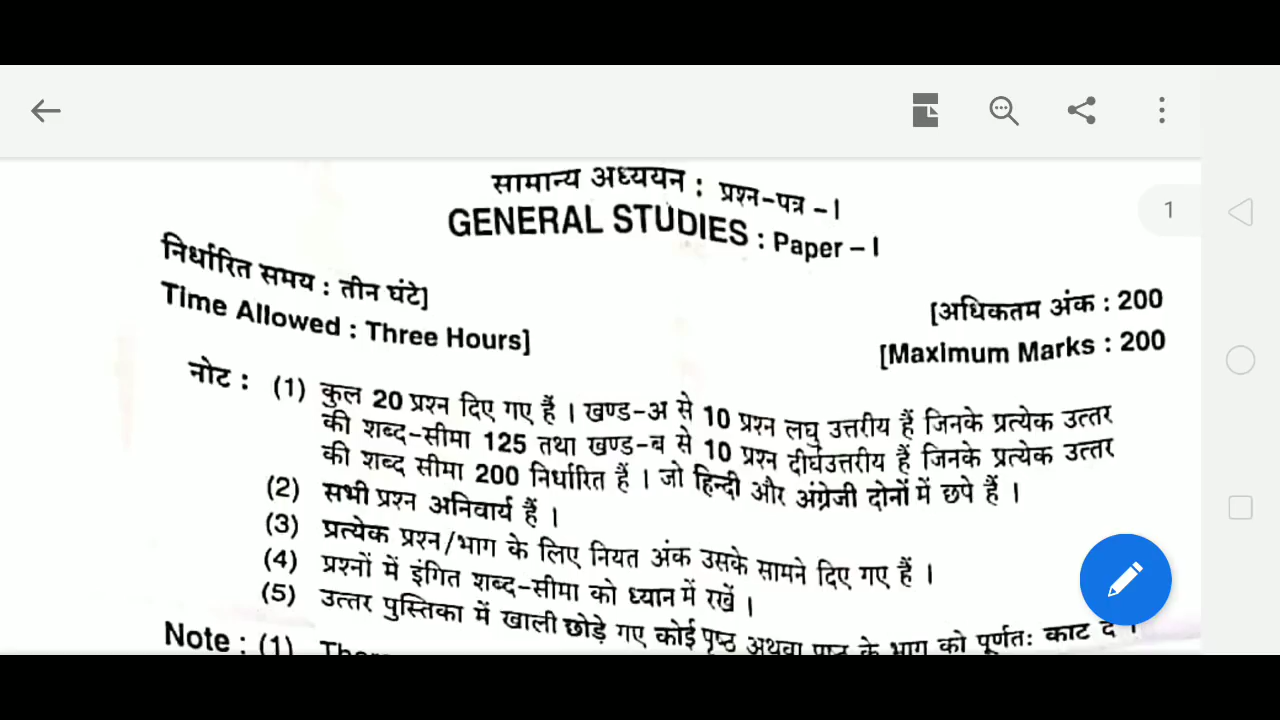 1
सामान्य अध्ययन : प्रश्न-पत्र - I
GENERAL STUDIES : Paper - I
निर्धारित समय : तीन घंटे]
Time Allowed : Three Hours]
[अधिकतम अंक : 200
[Maximum Marks : 200
नोट : (1) कुल 20 प्रश्न दिए गए हैं । खण्ड-अ से 10 प्रश्न लघु उत्तरीय हैं जिनके प्रत्येक उत्तर
की शब्द-सीमा 125 तथा खण्ड-ब से 10 प्रश्न दीर्घउत्तरीय हैं जिनके प्रत्येक उत्तर
की शब्द सीमा 200 निर्धारित हैं । जो हिन्दी और अंग्रेजी दोनों में छपे हैं ।
(2) सभी प्रश्न अनिवार्य हैं ।
(3) प्रत्येक प्रश्न/भाग के लिए नियत अंक उसके सामने दिए गए हैं ।
(4) प्रश्नों में इंगित शब्द-सीमा को ध्यान में रखें ।
(5) उत्तर पुस्तिका में खाली छोड़े गए कोई पृष्ठ अथवा पृष्ठ के भाग को पूर्णतः काट दें ।
Note : (1)